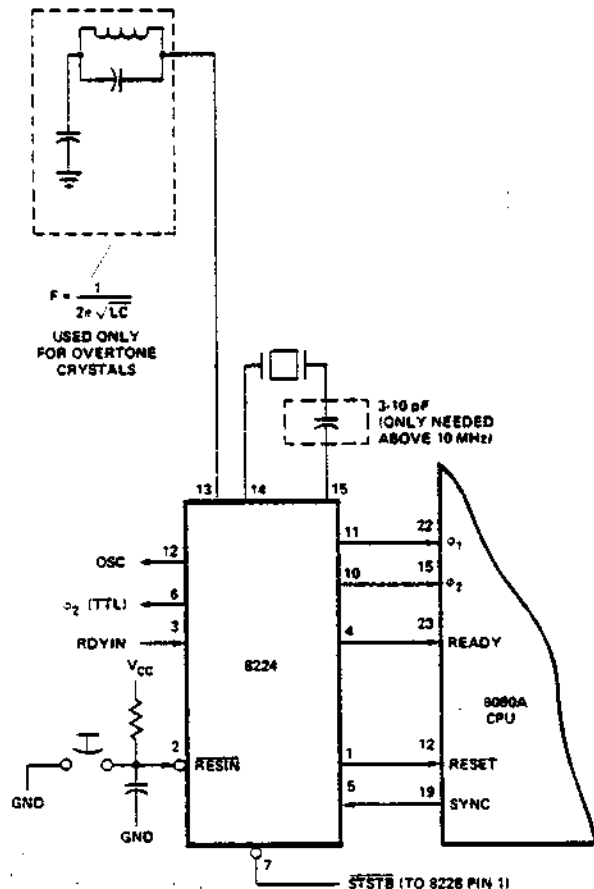 F = 1 / 2π √LC
USED ONLY
FOR OVERTONE
CRYSTALS
3-10 pF
(ONLY NEEDED
ABOVE 10 MHz)
13
14
15
11
22
φ1
OSC
12
10
15
φ2
φ2 (TTL)
6
RDYIN
3
4
23
READY
8224
VCC
8080A
CPU
2
RESIN
1
12
RESET
GND
5
19
SYNC
GND
7
STSTB (TO 8228 PIN 1)